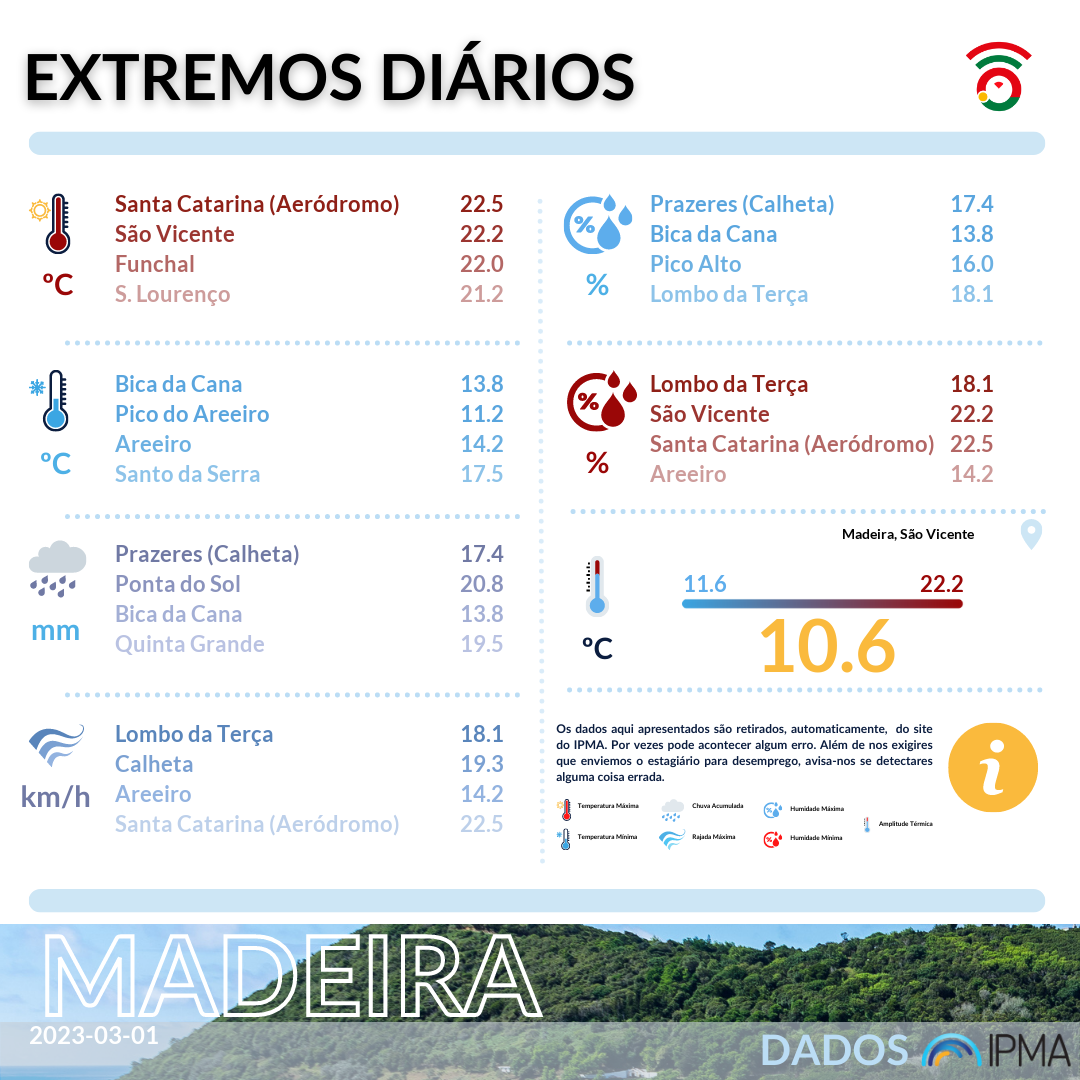 EXTREMOS DIÁRIOS
Santa Catarina (Aeródromo) 22.5
São Vicente 22.2
Funchal 22.0
S. Lourenço 21.2
ºC
Bica da Cana 13.8
Pico do Areeiro 11.2
Areeiro 14.2
Santo da Serra 17.5
ºC
Prazeres (Calheta) 17.4
Ponta do Sol 20.8
Bica da Cana 13.8
Quinta Grande 19.5
mm
Lombo da Terça 18.1
Calheta 19.3
Areeiro 14.2
Santa Catarina (Aeródromo) 22.5
km/h
%
Prazeres (Calheta) 17.4
Bica da Cana 13.8
Pico Alto 16.0
Lombo da Terça 18.1
%
%
Lombo da Terça 18.1
São Vicente 22.2
Santa Catarina (Aeródromo) 22.5
Areeiro 14.2
%
Madeira, São Vicente
11.6 22.2
10.6
ºC
Os dados aqui apresentados são retirados, automaticamente, do site
do IPMA. Por vezes pode acontecer algum erro. Além de nos exigires
que enviemos o estagiário para desemprego, avisa-nos se detectares
alguma coisa errada.
i
Temperatura Máxima Chuva Acumulada Humidade Máxima
Amplitude Térmica
Temperatura Mínima Rajada Máxima Humidade Mínima
MADEIRA
2023-03-01
DADOS IPMA